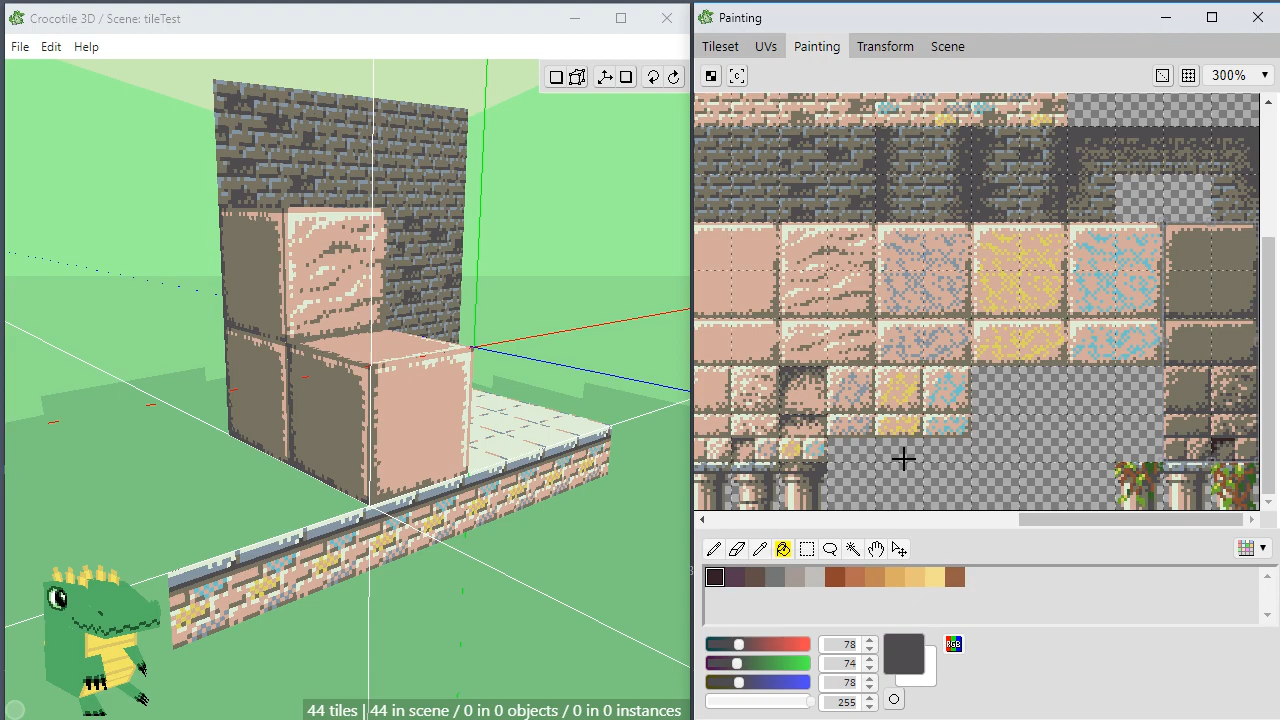 Crocotile 3D / Scene: tileTest
File Edit Help
44 tiles | 44 in scene / 0 in 0 objects / 0 in 0 instances
Painting
Tileset UVs Painting Transform Scene
300%
78
74
78
255
RGB